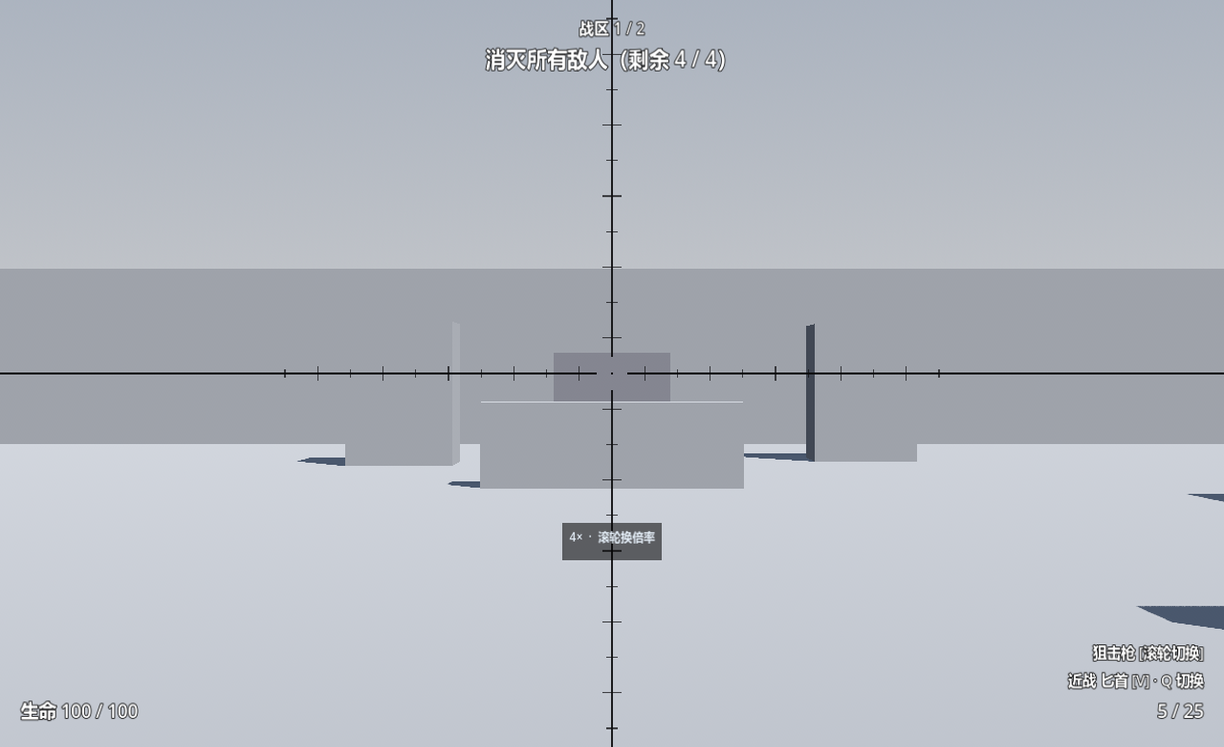 战区 1 / 2
消灭所有敌人（剩余 4 / 4）
4× · 滚轮换倍率
狙击枪 [滚轮切换]
近战 匕首 [V] · Q 切换
生命 100 / 100
5 / 25